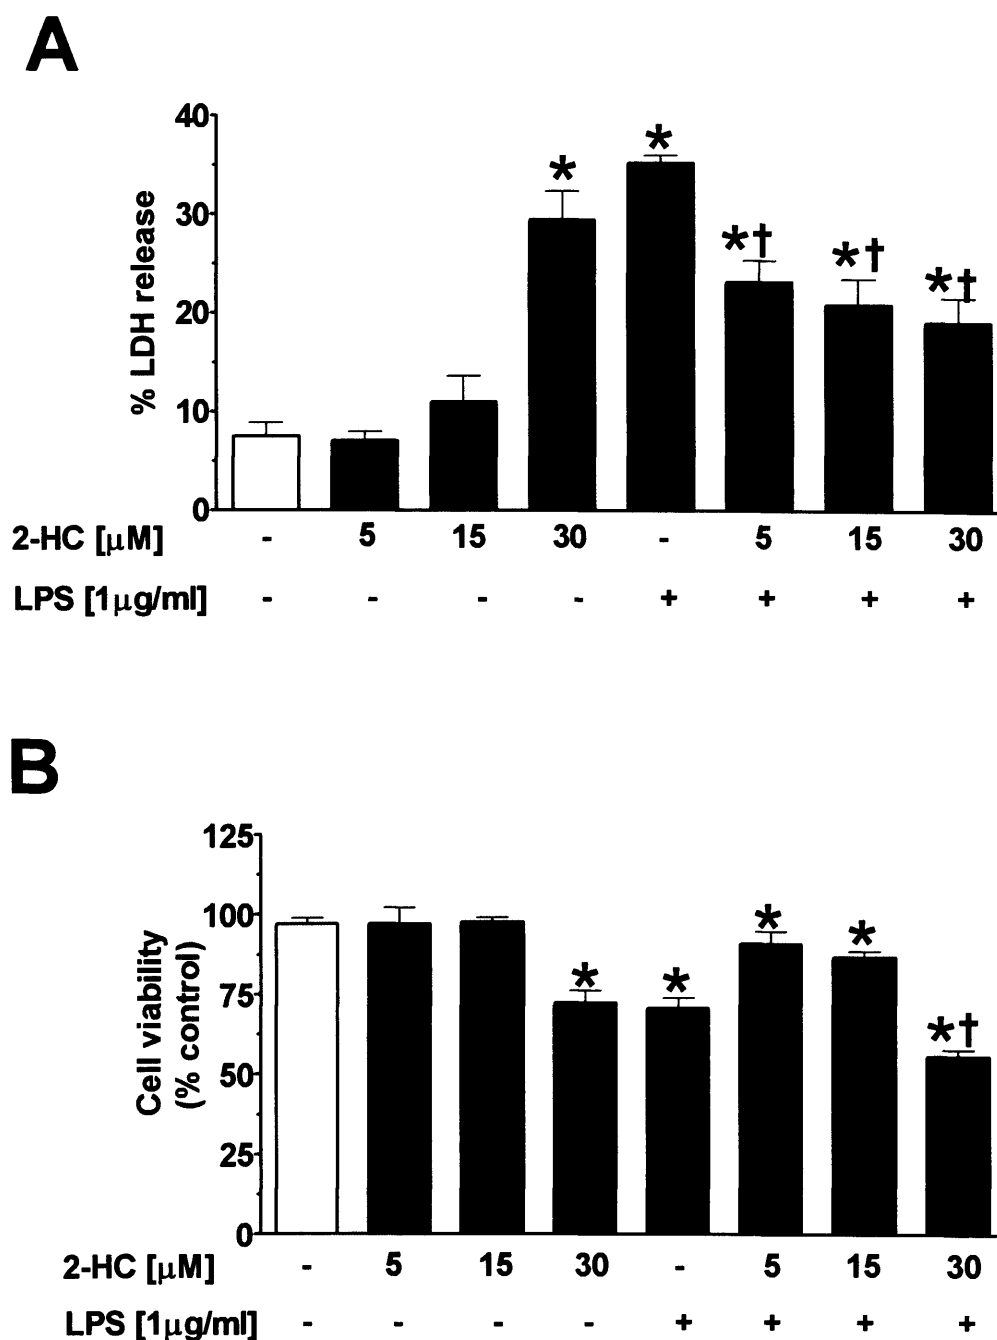 A
40
30
20
10
0
% LDH release
*
*
*†
*†
*†
2-HC [μM] - 5 15 30 - 5 15 30
LPS [1μg/ml] - - - - + + + +
B
125
100
75
50
25
0
Cell viability
(% control)
*
*
*
*
*†
2-HC [μM] - 5 15 30 - 5 15 30
LPS [1μg/ml] - - - - + + + +